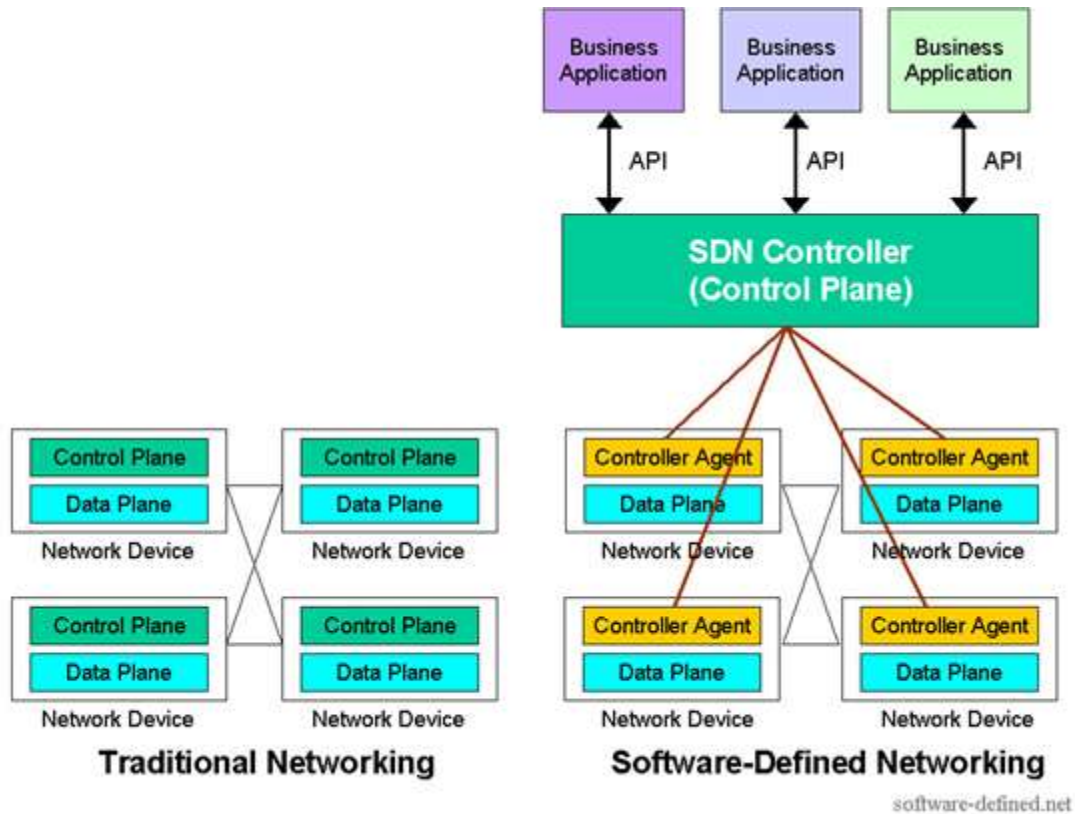 Business
Application
Business
Application
Business
Application
API
API
API
SDN Controller
(Control Plane)
Control Plane
Data Plane
Network Device
Control Plane
Data Plane
Network Device
Control Plane
Data Plane
Network Device
Control Plane
Data Plane
Network Device
Traditional Networking
Controller Agent
Data Plane
Network Device
Controller Agent
Data Plane
Network Device
Controller Agent
Data Plane
Network Device
Controller Agent
Data Plane
Network Device
Software-Defined Networking
software-defined.net